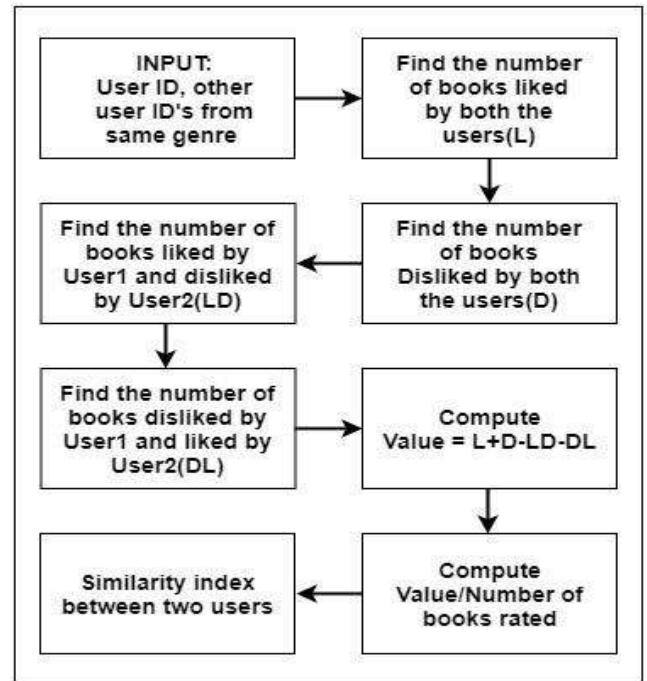 INPUT:
User ID, other
user ID's from
same genre
Find the number
of books liked
by both the
users(L)
Find the number
of books
Disliked by both
the users(D)
Find the number of
books liked by
User1 and disliked
by User2(LD)
Find the number of
books disliked by
User1 and liked by
User2(DL)
Compute
Value = L+D-LD-DL
Compute
Value/Number of
books rated
Similarity index
between two users